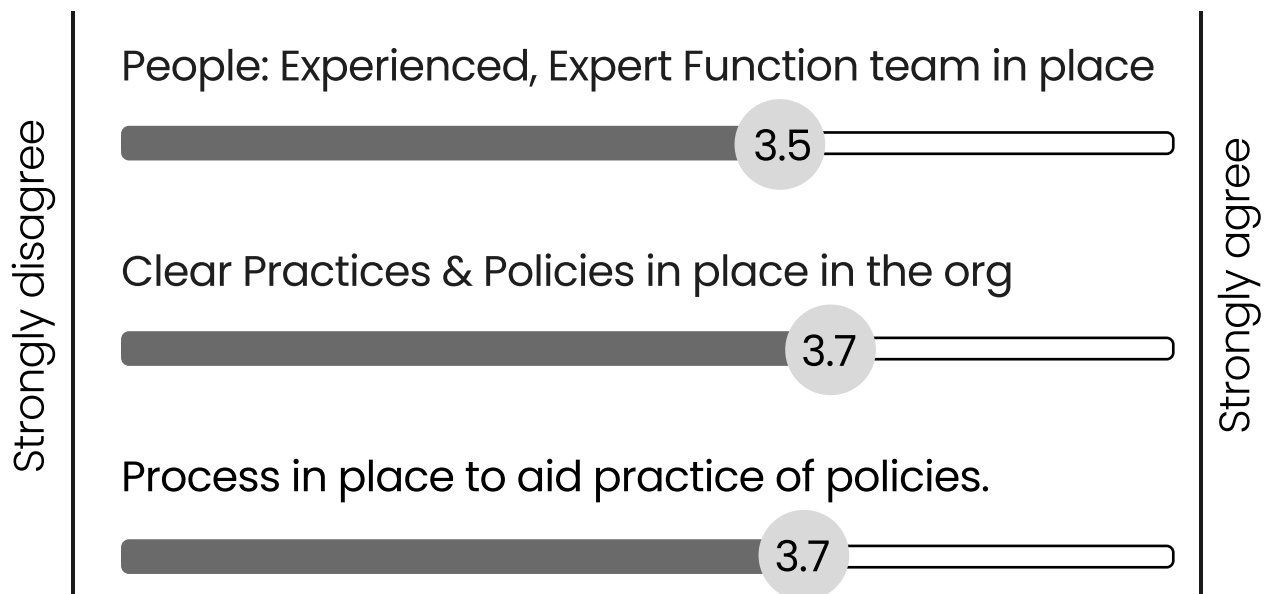 Strongly disagree
People: Experienced, Expert Function team in place
3.5
Clear Practices & Policies in place in the org
3.7
Process in place to aid practice of policies.
3.7
Strongly agree